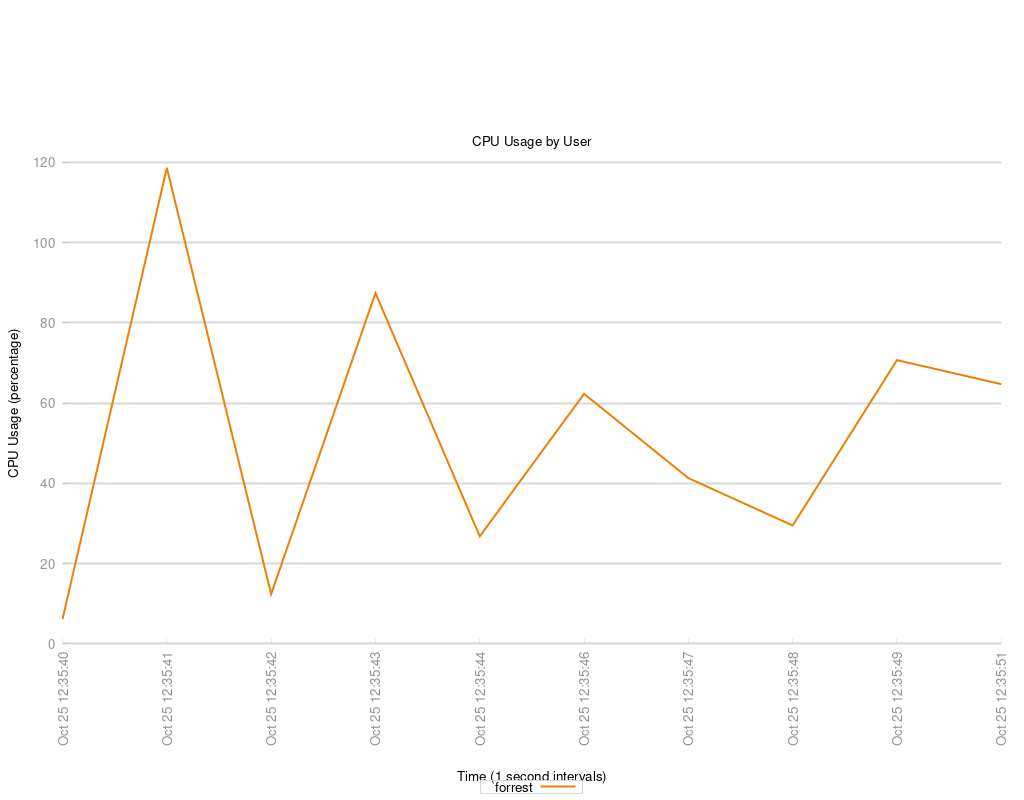 CPU Usage by User
120
100
80
60
40
20
0
CPU Usage (percentage)
Oct 25 12:35:40
Oct 25 12:35:41
Oct 25 12:35:42
Oct 25 12:35:43
Oct 25 12:35:44
Oct 25 12:35:46
Oct 25 12:35:47
Oct 25 12:35:48
Oct 25 12:35:49
Oct 25 12:35:51
Time (1 second intervals)
forrest